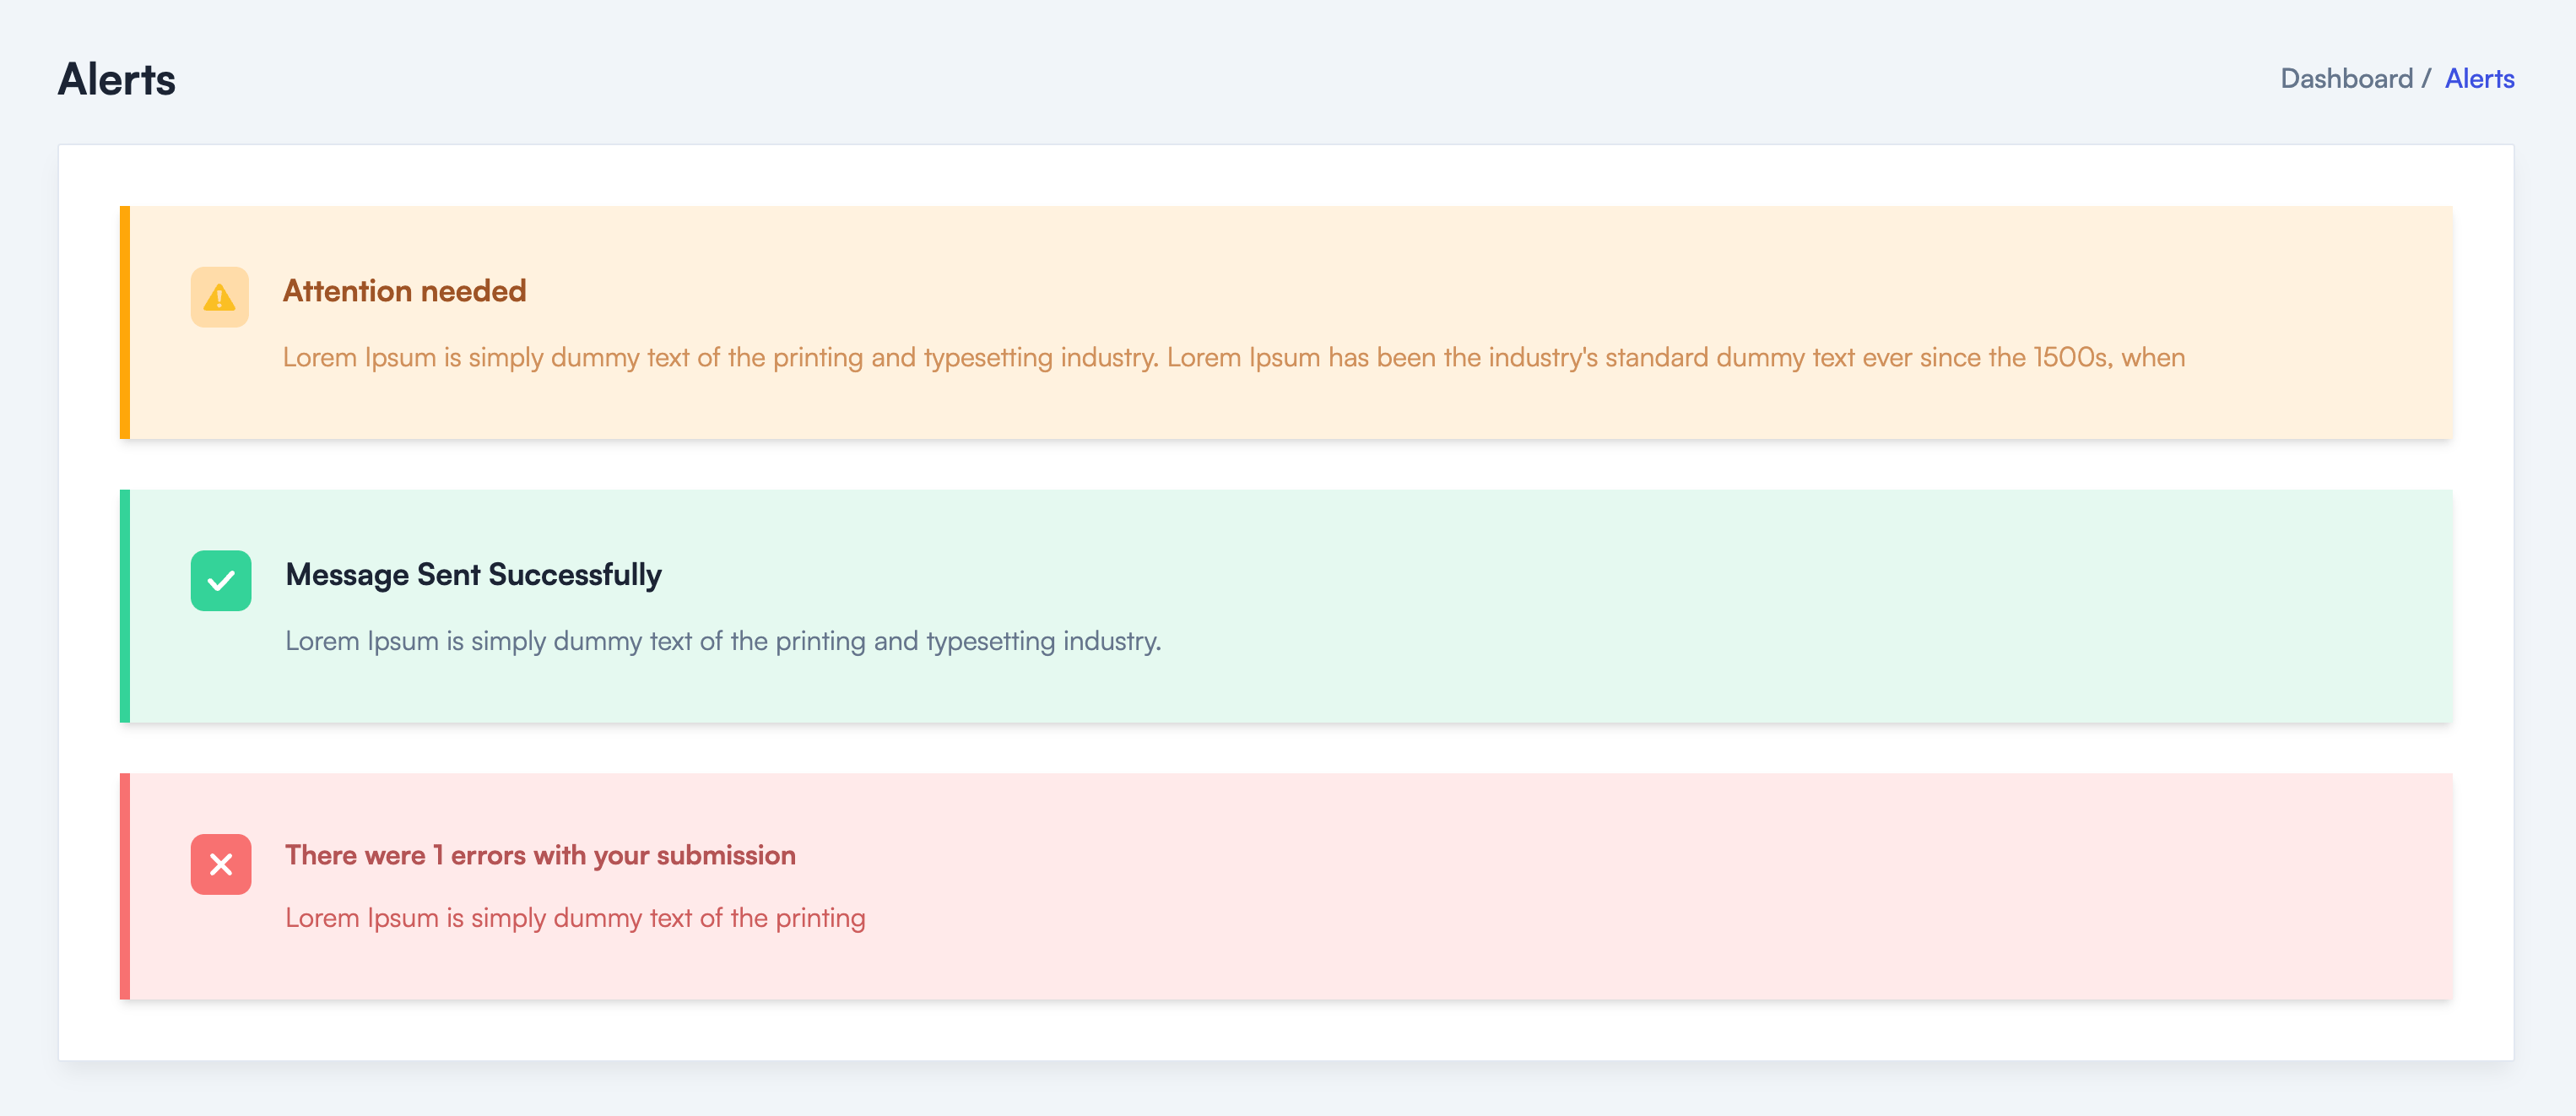 Alerts
Dashboard / Alerts
Attention needed
Lorem Ipsum is simply dummy text of the printing and typesetting industry. Lorem Ipsum has been the industry's standard dummy text ever since the 1500s, when
Message Sent Successfully
Lorem Ipsum is simply dummy text of the printing and typesetting industry.
There were 1 errors with your submission
Lorem Ipsum is simply dummy text of the printing